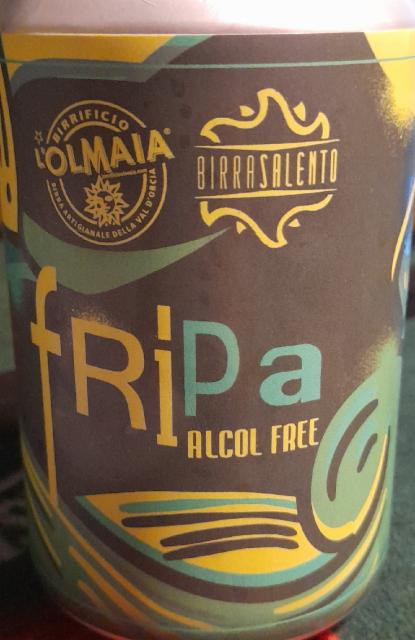 BIRRIFICIO
L'OLMAIA®
BIRRA ARTIGIANALE DELLA VAL D'ORCIA
BIRRASALENTO
fRiPa
ALCOL FREE